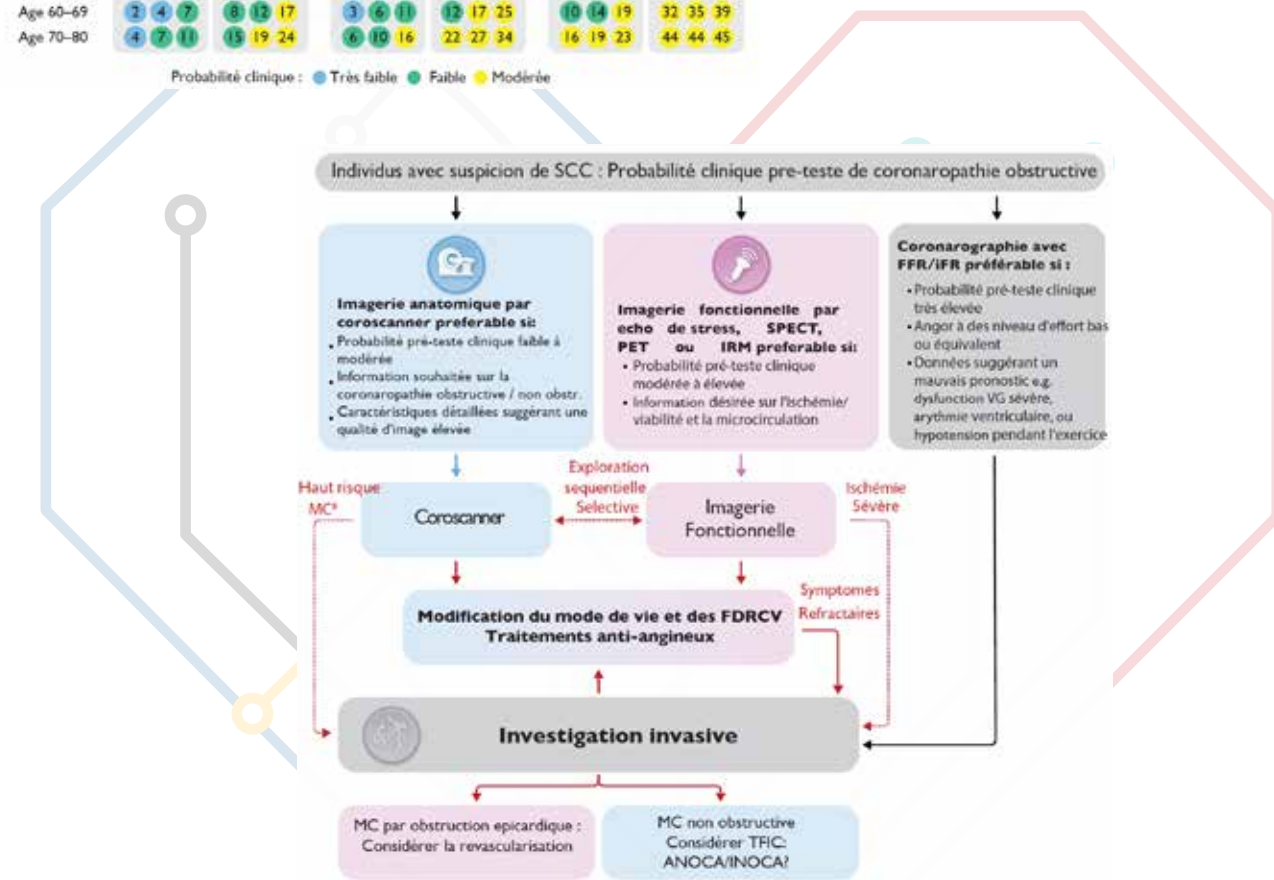 Age 60–69 2 4 7 8 12 17 3 6 11 12 17 25 10 14 19 32 35 39
Age 70–80 4 7 11 15 19 24 6 10 16 22 27 34 16 19 23 44 44 45
Probabilité clinique : Très faible Faible Modérée
Individus avec suspicion de SCC : Probabilité clinique pre-teste de coronaropathie obstructive
Imagerie anatomique par
coroscanner preferable si:
• Probabilité pré-teste clinique faible à
modérée
• Information souhaitée sur la
coronaropathie obstructive / non obstr.
• Caractéristiques détaillées suggérant une
qualité d'image élevée
Imagerie fonctionnelle par
echo de stress, SPECT,
PET ou IRM preferable si:
• Probabilité pré-teste clinique
modérée à élevée
• Information désirée sur l'ischémie/
viabilité et la microcirculation
Coronarographie avec
FFR/iFR préférable si :
• Probabilité pré-teste clinique
très élevée
• Angor a des niveau d'effort bas
ou équivalent
• Données suggérant un
mauvais pronostic e.g.
dysfunction VG sévère,
arythmie ventriculaire, ou
hypotension pendant l'exercice
Haut risque
MC*
Coroscanner
Exploration
sequentielle
Selective
Imagerie
Fonctionnelle
Ischémie
Sévère
Modification du mode de vie et des FDRCV
Traitements anti-angineux
Symptomes
Refractaires
Investigation invasive
MC par obstruction epicardique :
Considérer la revascularisation
MC non obstructive
Considérer TFIC:
ANOCA/INOCA?